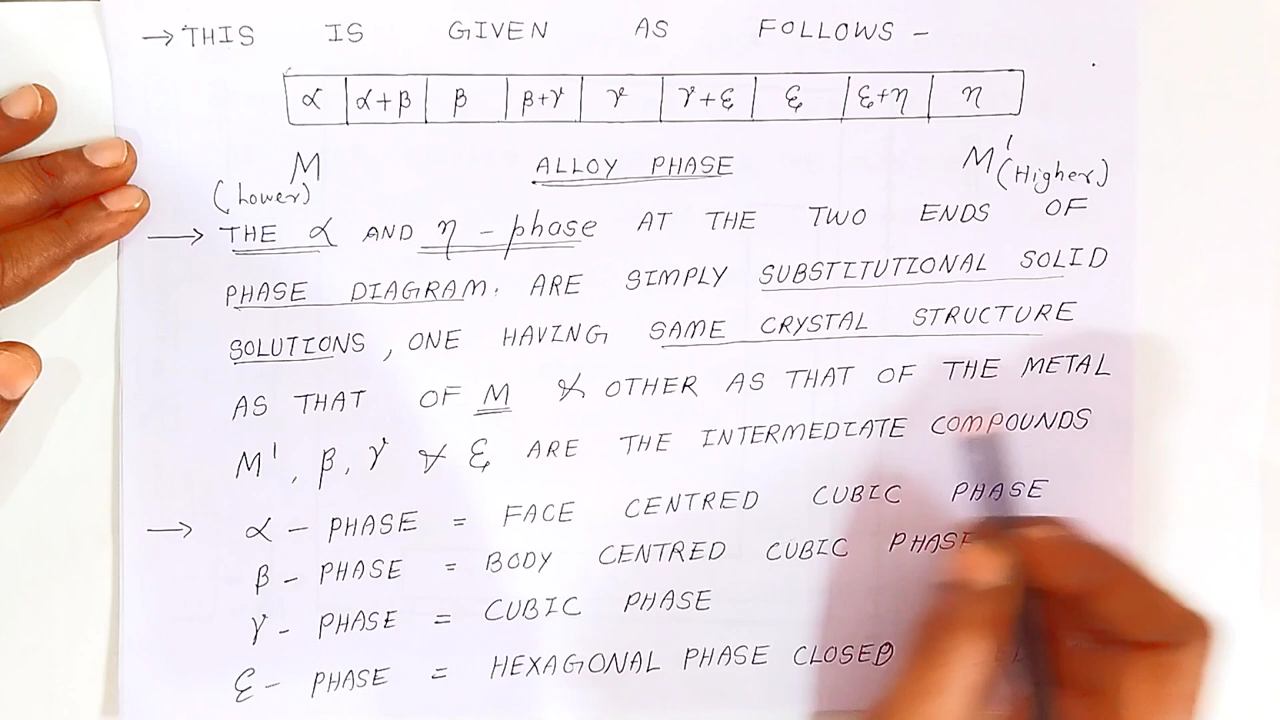 → THIS IS GIVEN AS FOLLOWS -
α | α+β | β | β+γ | γ | γ+ε | ε | ε+η | η
M ALLOY PHASE M' (Higher)
(Lower)
→ THE α AND η - phase AT THE TWO ENDS OF
PHASE DIAGRAM. ARE SIMPLY SUBSTITUTIONAL SOLID
SOLUTIONS, ONE HAVING SAME CRYSTAL STRUCTURE
AS THAT OF M & OTHER AS THAT OF THE METAL
M', β, γ & ε ARE THE INTERMEDIATE COMPOUNDS
→ α - PHASE = FACE CENTRED CUBIC PHASE
β - PHASE = BODY CENTRED CUBIC PHASE
γ - PHASE = CUBIC PHASE
ε - PHASE = HEXAGONAL PHASE CLOSED